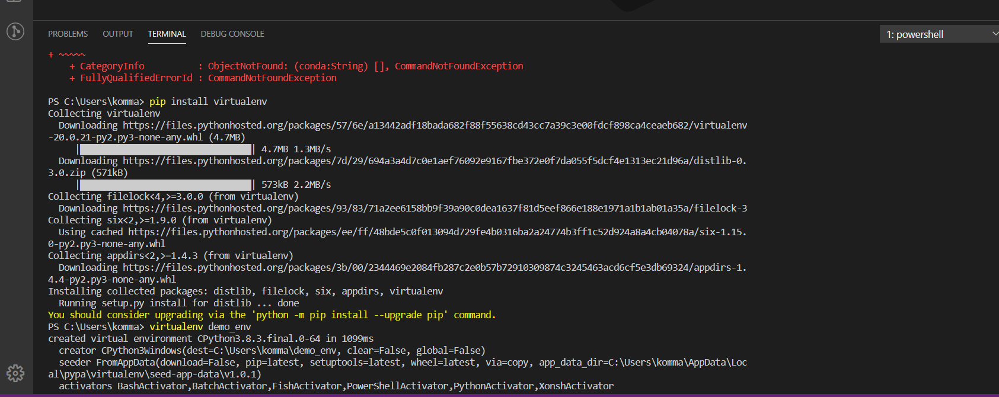 PROBLEMS OUTPUT TERMINAL DEBUG CONSOLE 1: powershell
+ ~~~~~
+ CategoryInfo : ObjectNotFound: (conda:String) [], CommandNotFoundException
+ FullyQualifiedErrorId : CommandNotFoundException
PS C:\Users\komma> pip install virtualenv
Collecting virtualenv
Downloading https://files.pythonhosted.org/packages/57/6e/a13442adf18bada682f88f55638cd43cc7a39c3e00fdcf898ca4ceaeb682/virtualenv
-20.0.21-py2.py3-none-any.whl (4.7MB)
|████████████████████████████████| 4.7MB 1.3MB/s
Downloading https://files.pythonhosted.org/packages/7d/29/694a3a4d7c0e1aef76092e9167fbe372e0f7da055f5dcf4e1313ec21d96a/distlib-0.
3.0.zip (571kB)
|████████████████████████████████| 573kB 2.2MB/s
Collecting filelock<4,>=3.0.0 (from virtualenv)
Downloading https://files.pythonhosted.org/packages/93/83/71a2ee6158bb9f39a90c0dea1637f81d5eef866e188e1971a1b1ab01a35a/filelock-3
Collecting six<2,>=1.9.0 (from virtualenv)
Using cached https://files.pythonhosted.org/packages/ee/ff/48bde5c0f013094d729fe4b0316ba2a24774b3ff1c52d924a8a4cb04078a/six-1.15.
0-py2.py3-none-any.whl
Collecting appdirs<2,>=1.4.3 (from virtualenv)
Downloading https://files.pythonhosted.org/packages/3b/00/2344469e2084fb287c2e0b57b72910309874c3245463acd6cf5e3db69324/appdirs-1.
4.4-py2.py3-none-any.whl
Installing collected packages: distlib, filelock, six, appdirs, virtualenv
Running setup.py install for distlib ... done
You should consider upgrading via the 'python -m pip install --upgrade pip' command.
PS C:\Users\komma> virtualenv demo_env
created virtual environment CPython3.8.3.final.0-64 in 1099ms
creator CPython3Windows(dest=C:\Users\komma\demo_env, clear=False, global=False)
seeder FromAppData(download=False, pip=latest, setuptools=latest, wheel=latest, via=copy, app_data_dir=C:\Users\komma\AppData\Loc
al\pypa\virtualenv\seed-app-data\v1.0.1)
activators BashActivator,BatchActivator,FishActivator,PowerShellActivator,PythonActivator,XonshActivator